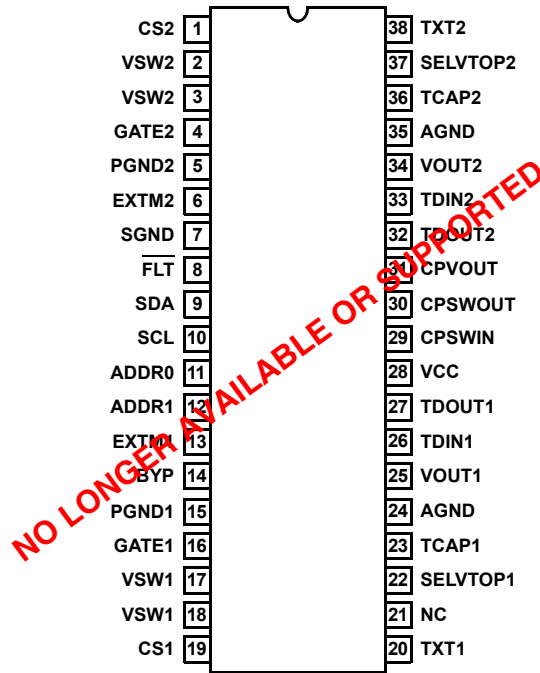 CS2 1 38 TXT2
VSW2 2 37 SELVTOP2
VSW2 3 36 TCAP2
GATE2 4 35 AGND
PGND2 5 34 VOUT2
EXTM2 6 33 TDIN2
SGND 7 32 TDOUT2
FLT 8 31 CPVOUT
SDA 9 30 CPSWOUT
SCL 10 29 CPSWIN
ADDR0 11 28 VCC
ADDR1 12 27 TDOUT1
EXTM1 13 26 TDIN1
BYP 14 25 VOUT1
PGND1 15 24 AGND
GATE1 16 23 TCAP1
VSW1 17 22 SELVTOP1
VSW1 18 21 NC
CS1 19 20 TXT1
NO LONGER AVAILABLE OR SUPPORTED